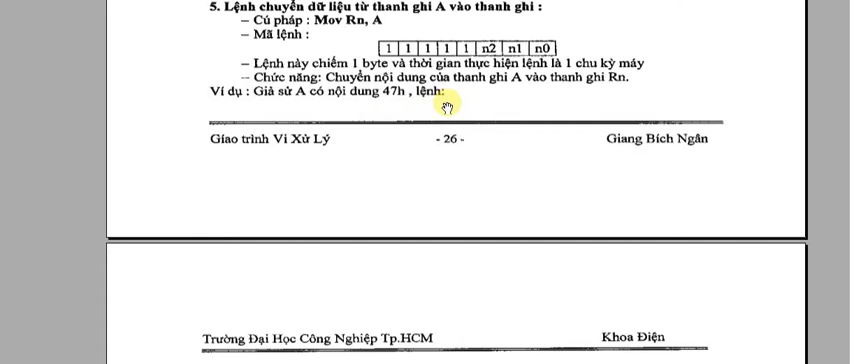 5. Lệnh chuyển dữ liệu từ thanh ghi A vào thanh ghi :
– Cú pháp : Mov Rn, A
– Mã lệnh :
1 1 1 1 1 n2 n1 n0
– Lệnh này chiếm 1 byte và thời gian thực hiện lệnh là 1 chu kỳ máy
– Chức năng: Chuyển nội dung của thanh ghi A vào thanh ghi Rn.
Ví dụ : Giả sử A có nội dung 47h , lệnh:
Giáo trình Vi Xử Lý - 26 - Giang Bích Ngân
Trường Đại Học Công Nghiệp Tp.HCM Khoa Điện